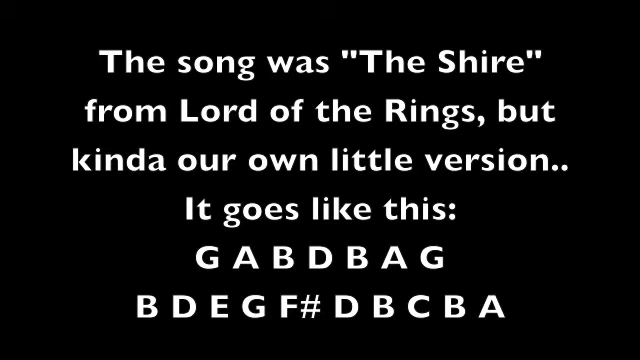 The song was "The Shire"
from Lord of the Rings, but
kinda our own little version..
It goes like this:
G A B D B A G
B D E G F# D B C B A